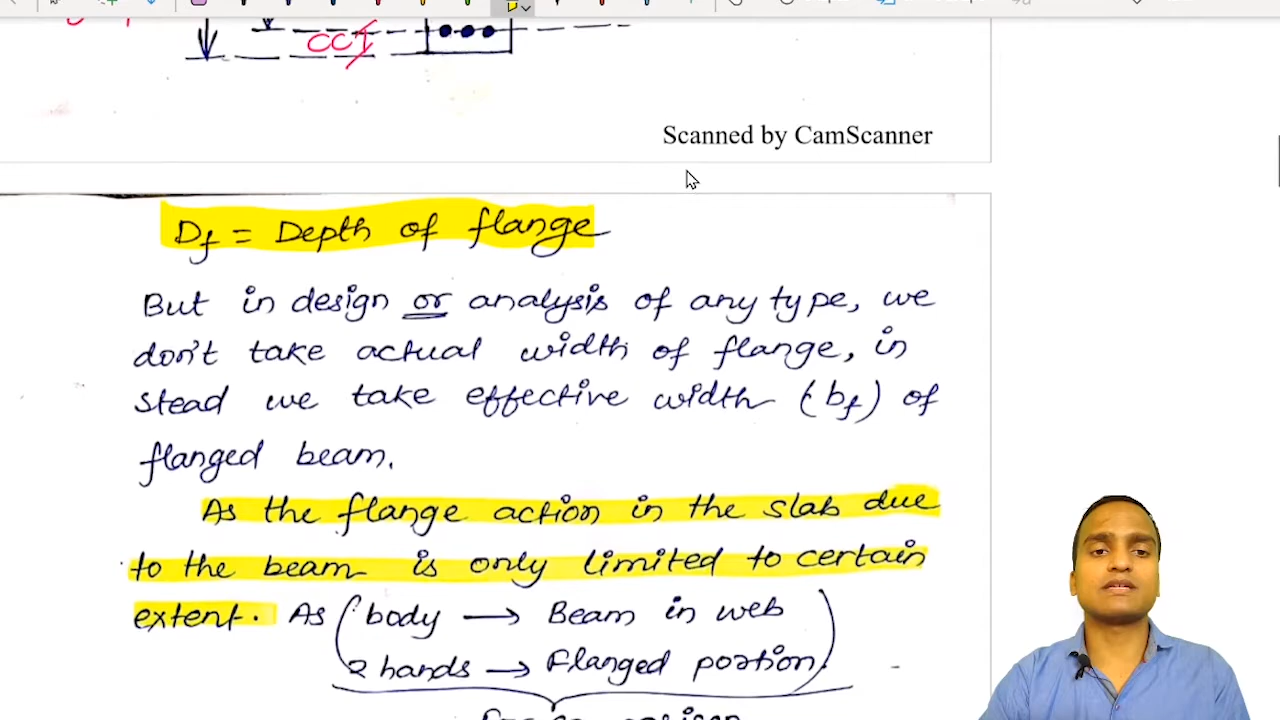 CCI
Scanned by CamScanner
Df = Depth of flange
But in design or analysis of any type, we
don't take actual width of flange, in
stead we take effective width (bf) of
flanged beam.
As the flange action in the slab due
to the beam is only limited to certain
extent. As (body → Beam in web
2 hands → Flanged portion)